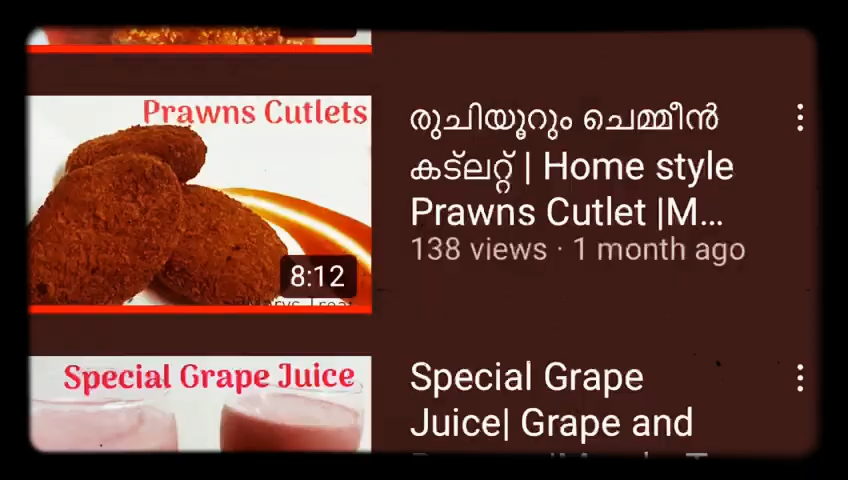 Prawns Cutlets
8:12
രുചിയൂറും ചെമ്മീൻ
കട്ലറ്റ് | Home style
Prawns Cutlet |M...
138 views · 1 month ago
Special Grape Juice
Special Grape
Juice| Grape and